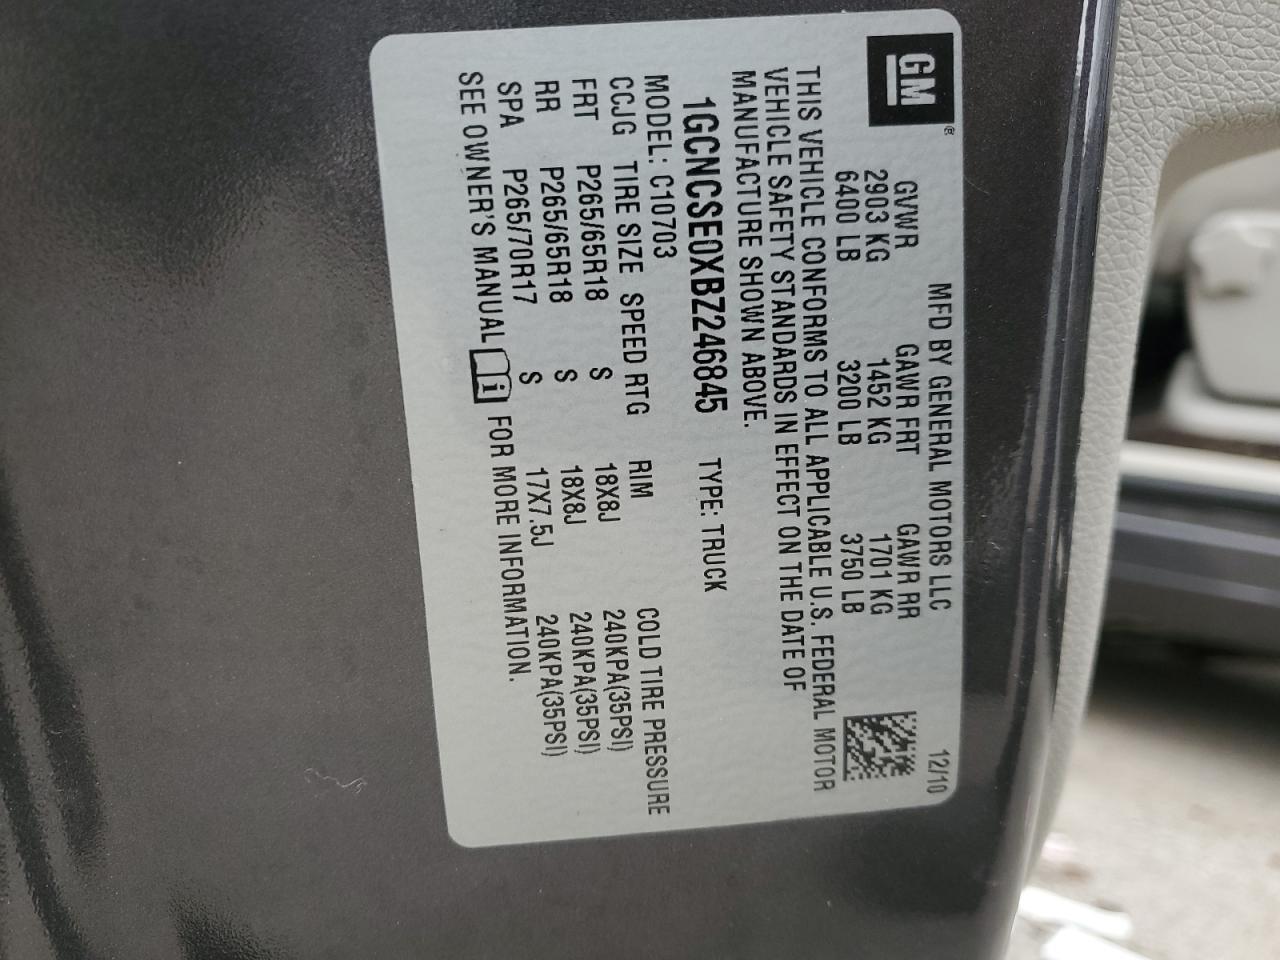 GM®
MFD BY GENERAL MOTORS LLC 12/10
GVWR GAWR FRT GAWR RR
2903 KG 1452 KG 1701 KG
6400 LB 3200 LB 3750 LB
THIS VEHICLE CONFORMS TO ALL APPLICABLE U.S. FEDERAL MOTOR
VEHICLE SAFETY STANDARDS IN EFFECT ON THE DATE OF
MANUFACTURE SHOWN ABOVE.
1GCNCSE0XBZ246845 TYPE: TRUCK
MODEL: C10703
CCJG TIRE SIZE SPEED RTG RIM COLD TIRE PRESSURE
FRT P265/65R18 S 18X8J 240KPA(35PSI)
RR P265/65R18 S 18X8J 240KPA(35PSI)
SPA P265/70R17 S 17X7.5J 240KPA(35PSI)
SEE OWNER'S MANUAL i FOR MORE INFORMATION.